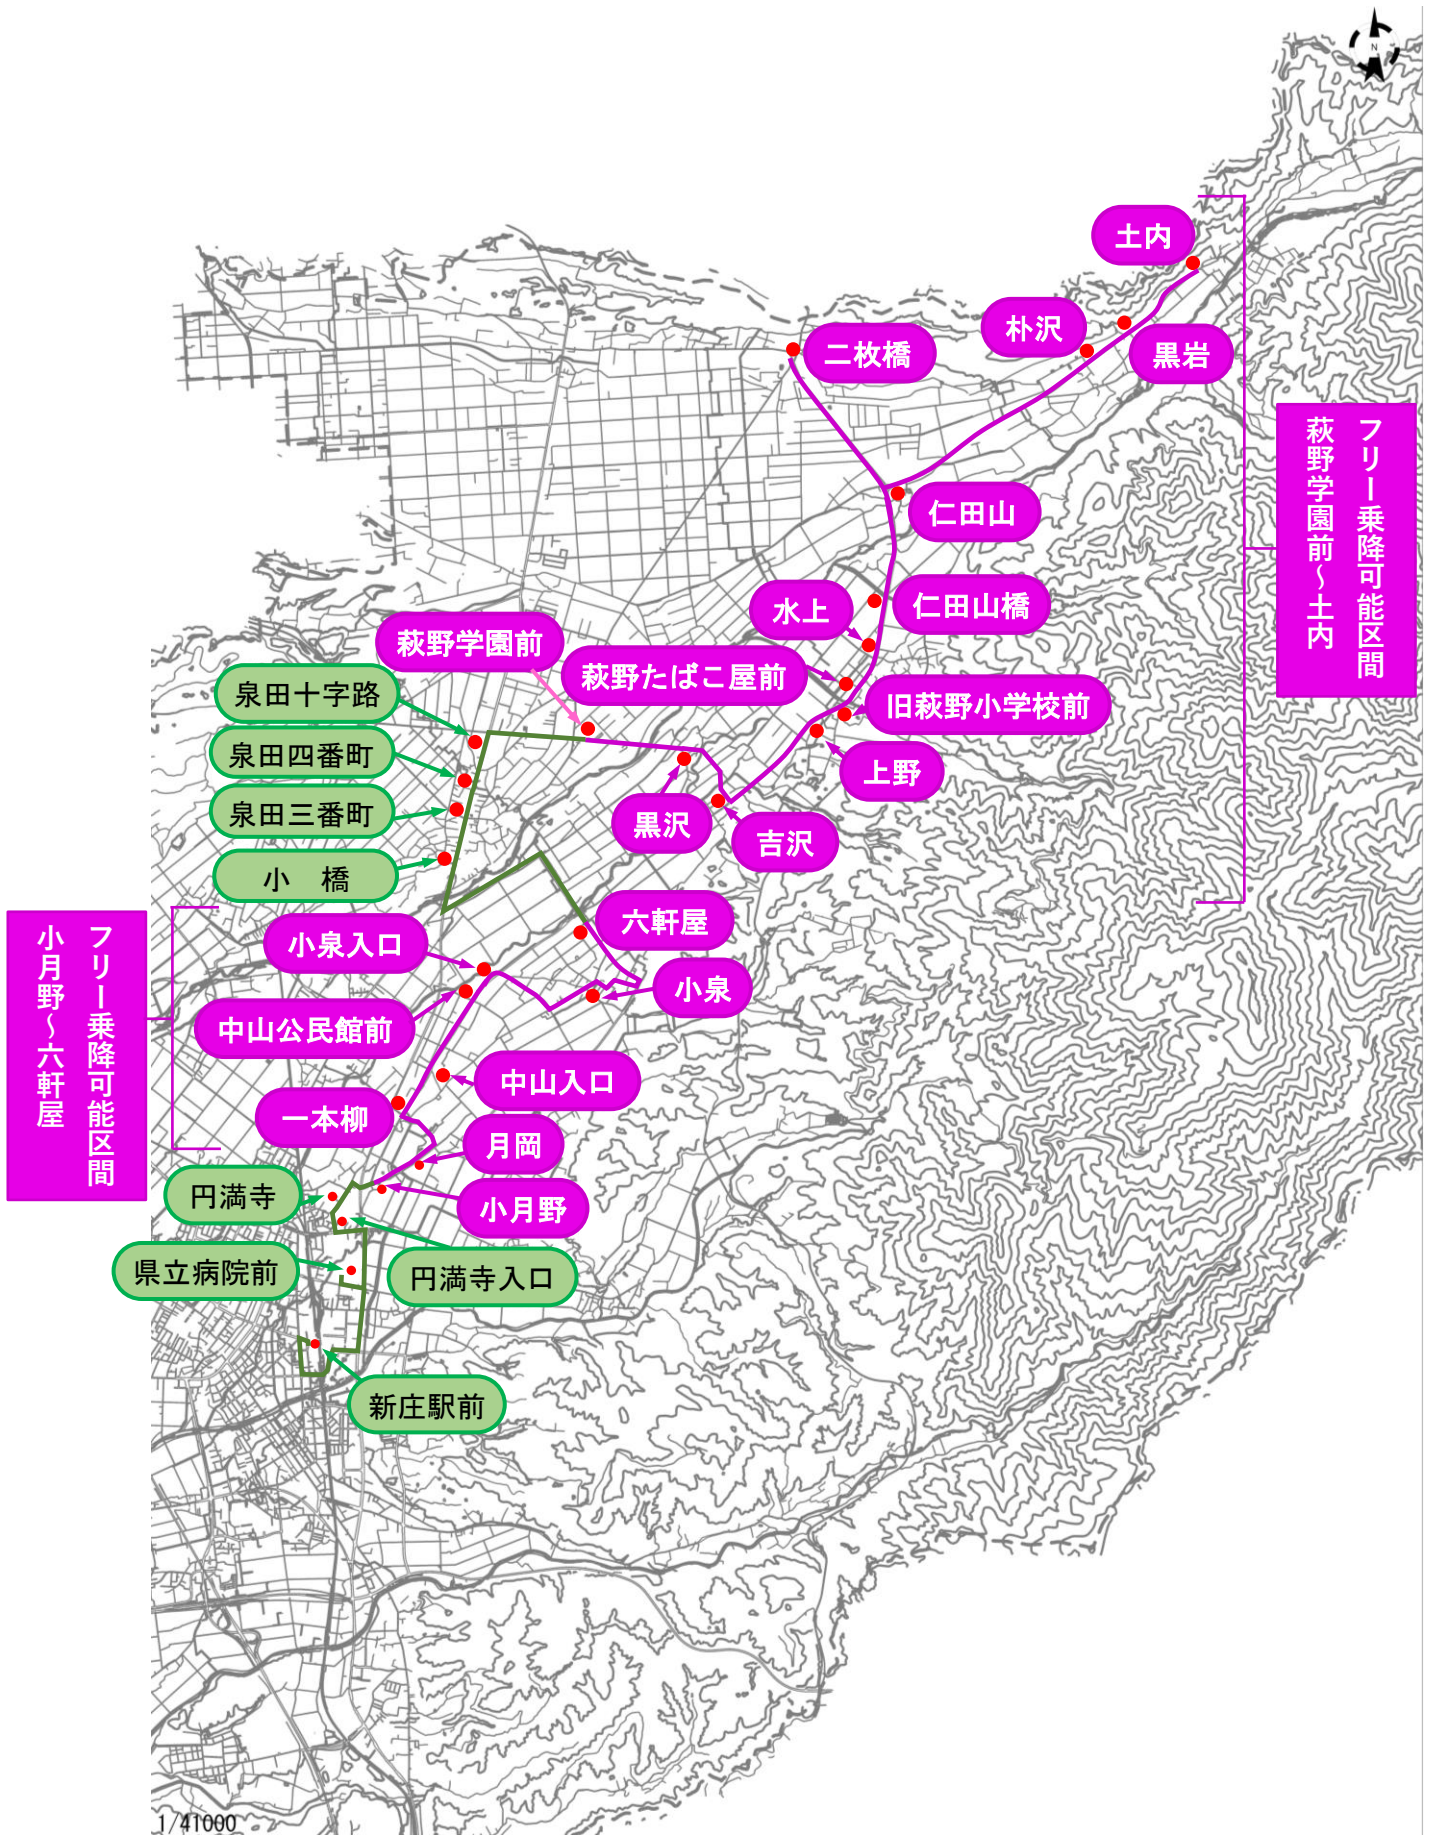 N
土内
朴沢
黒岩
二枚橋
フリー乗降可能区間
萩野学園前～土内
仁田山
仁田山橋
水上
萩野学園前
萩野たばこ屋前
旧萩野小学校前
泉田十字路
泉田四番町
上野
泉田三番町
黒沢
吉沢
小　橋
六軒屋
小泉入口
小泉
フリー乗降可能区間
小月野～六軒屋
中山公民館前
中山入口
一本柳
月岡
円満寺
小月野
県立病院前
円満寺入口
新庄駅前
1/41000